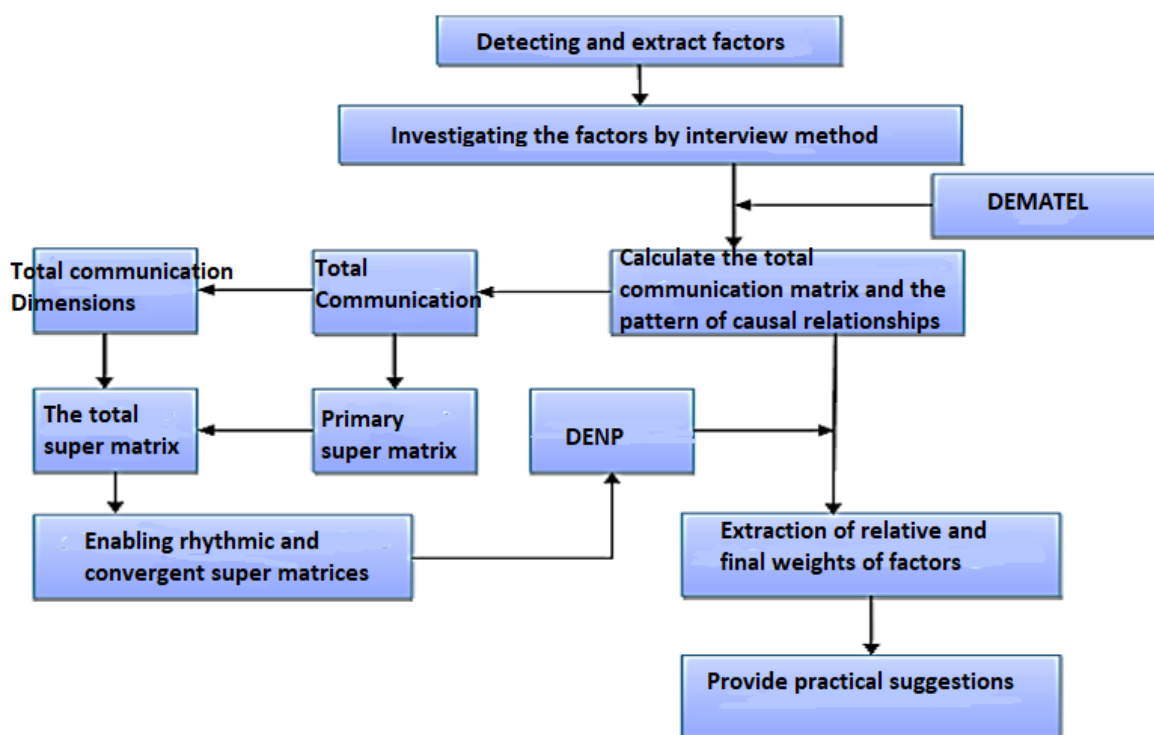 Detecting and extract factors
Investigating the factors by interview method
DEMATEL
Calculate the total
communication matrix and the
pattern of causal relationships
Total
Communication
Total communication
Dimensions
The total
super matrix
Primary
super matrix
DENP
Enabling rhythmic and
convergent super matrices
Extraction of relative and
final weights of factors
Provide practical suggestions